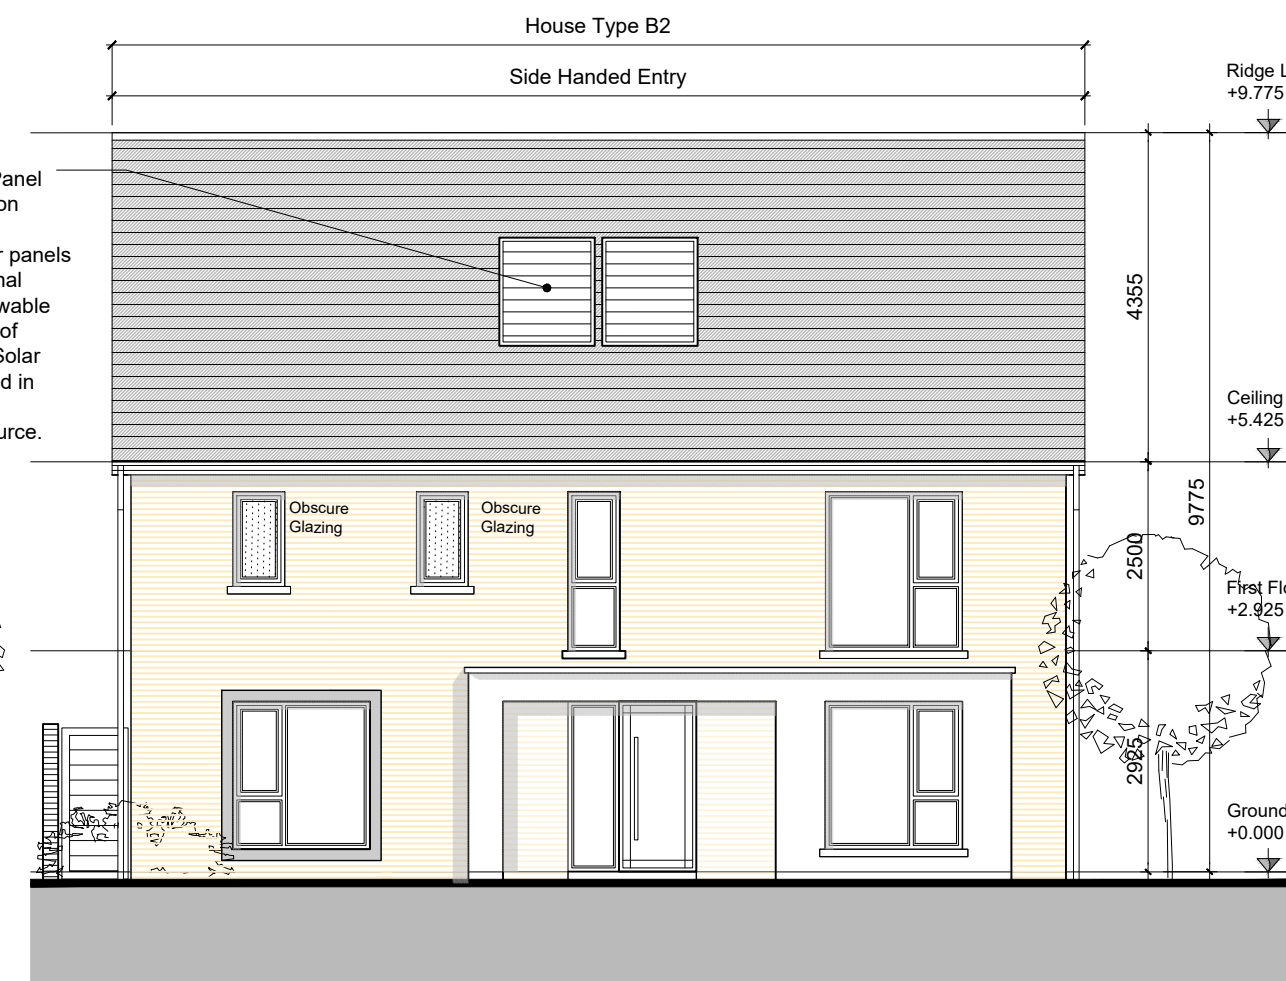 House Type B2
Side Handed Entry
Ridge L
+9.775
Panel
on
r panels
nal
wable
of
Solar
d in
urce.
4355
Ceiling
+5.425
9775
Obscure
Glazing
Obscure
Glazing
2500
First Flo
+2.925
2925
Ground
+0.000